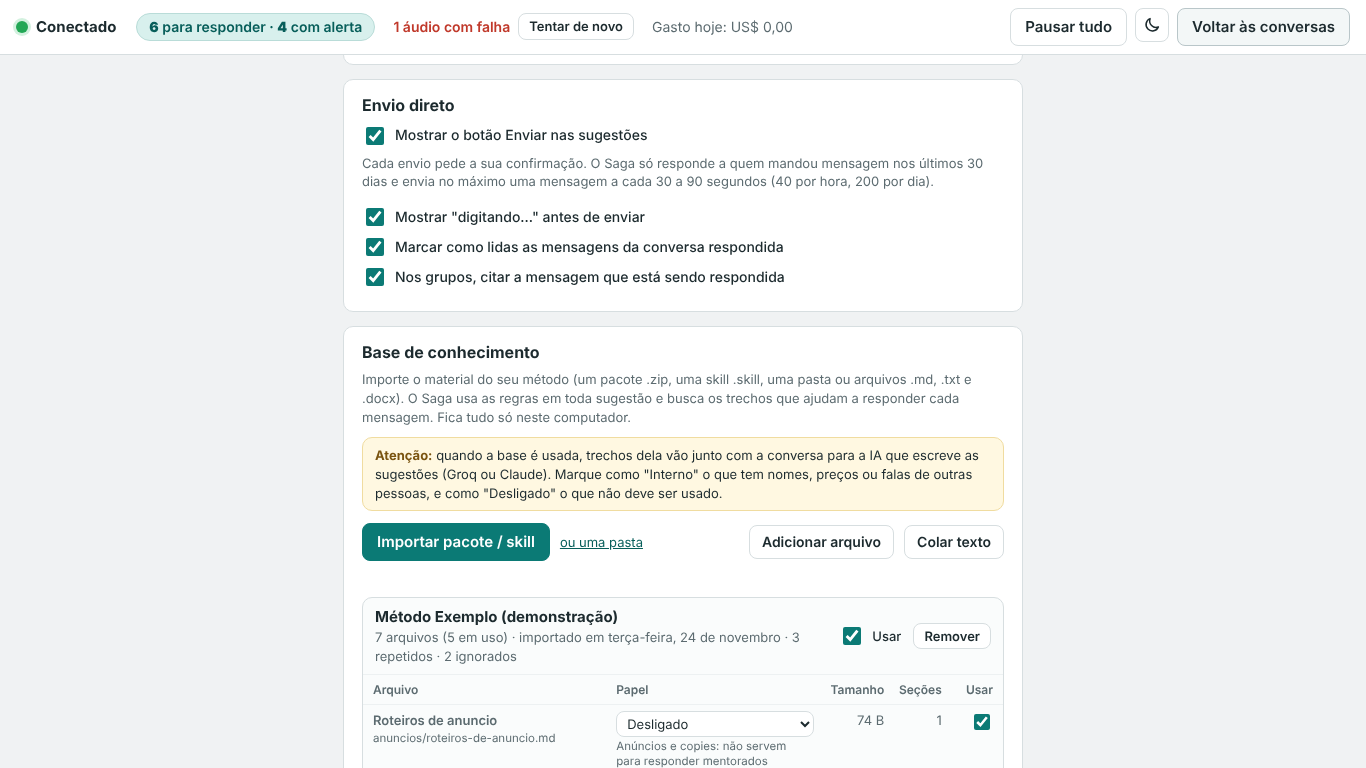 Conectado
6 para responder · 4 com alerta
1 áudio com falha
Tentar de novo
Gasto hoje: US$ 0,00
Pausar tudo
Voltar às conversas
Envio direto
Mostrar o botão Enviar nas sugestões
Cada envio pede a sua confirmação. O Saga só responde a quem mandou mensagem nos últimos 30
dias e envia no máximo uma mensagem a cada 30 a 90 segundos (40 por hora, 200 por dia).
Mostrar "digitando..." antes de enviar
Marcar como lidas as mensagens da conversa respondida
Nos grupos, citar a mensagem que está sendo respondida
Base de conhecimento
Importe o material do seu método (um pacote .zip, uma skill .skill, uma pasta ou arquivos .md, .txt e
.docx). O Saga usa as regras em toda sugestão e busca os trechos que ajudam a responder cada
mensagem. Fica tudo só neste computador.
Atenção: quando a base é usada, trechos dela vão junto com a conversa para a IA que escreve as
sugestões (Groq ou Claude). Marque como "Interno" o que tem nomes, preços ou falas de outras
pessoas, e como "Desligado" o que não deve ser usado.
Importar pacote / skill
ou uma pasta
Adicionar arquivo
Colar texto
Método Exemplo (demonstração)
7 arquivos (5 em uso) · importado em terça-feira, 24 de novembro · 3
repetidos · 2 ignorados
Usar
Remover
Arquivo
Papel
Tamanho
Seções
Usar
Roteiros de anuncio
anuncios/roteiros-de-anuncio.md
Desligado
Anúncios e copies: não servem
para responder mentorados
74 B
1